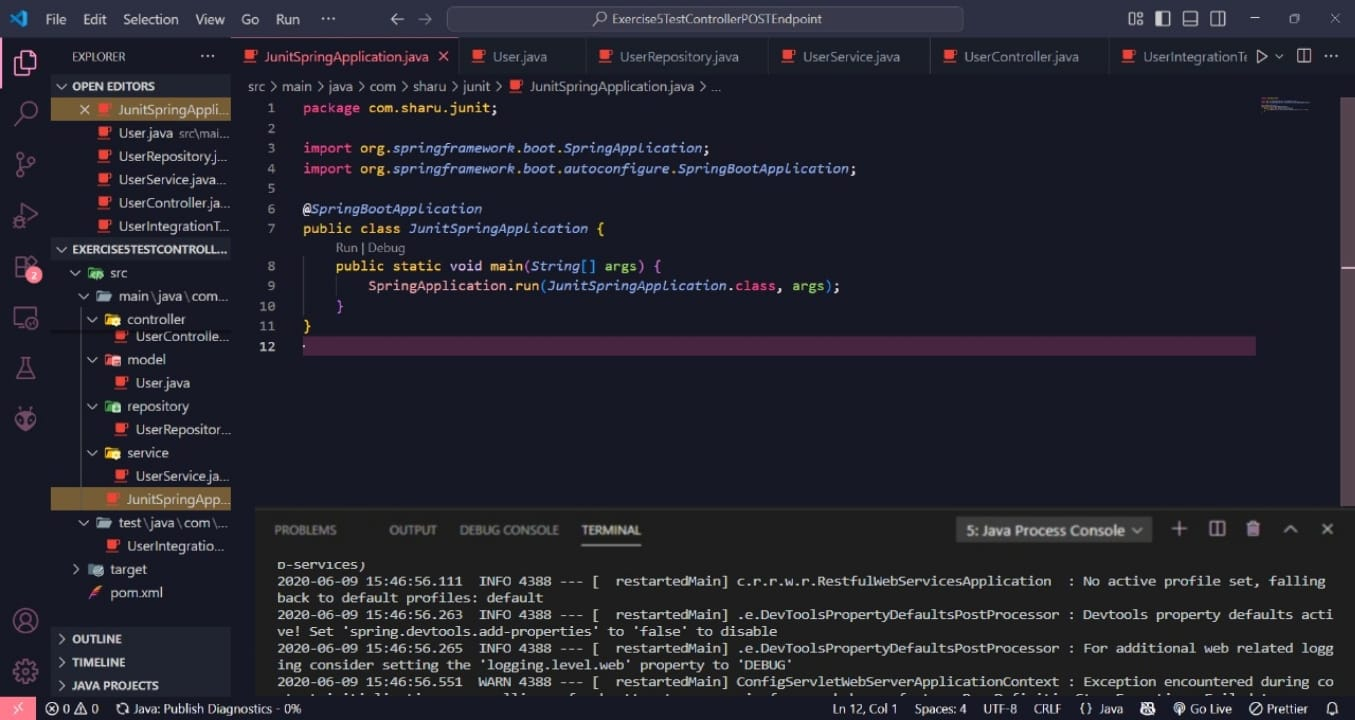 File Edit Selection View Go Run ··· Exercise5TestControllerPOSTEndpoint
EXPLORER ···
OPEN EDITORS
JunitSpringAppli...
User.java src\mai...
UserRepository.j...
UserService.java...
UserController.ja...
UserIntegrationT...
EXERCISE5TESTCONTROLL...
src
main\java\com...
controller
UserControlle...
model
User.java
repository
UserRepositor...
service
UserService.ja...
JunitSpringApp...
test\java\com\...
UserIntegratio...
target
pom.xml
OUTLINE
TIMELINE
JAVA PROJECTS
2
JunitSpringApplication.java User.java UserRepository.java UserService.java UserController.java UserIntegrationTe
src > main > java > com > sharu > junit > JunitSpringApplication.java > ...
1 package com.sharu.junit;
2
3 import org.springframework.boot.SpringApplication;
4 import org.springframework.boot.autoconfigure.SpringBootApplication;
5
6 @SpringBootApplication
7 public class JunitSpringApplication {
Run | Debug
8 public static void main(String[] args) {
9 SpringApplication.run(JunitSpringApplication.class, args);
10 }
11 }
12
PROBLEMS OUTPUT DEBUG CONSOLE TERMINAL 5: Java Process Console
b-services)
2020-06-09 15:46:56.111 INFO 4388 --- [ restartedMain] c.r.r.w.r.RestfulWebServicesApplication : No active profile set, falling
back to default profiles: default
2020-06-09 15:46:56.263 INFO 4388 --- [ restartedMain] .e.DevToolsPropertyDefaultsPostProcessor : Devtools property defaults acti
ve! Set 'spring.devtools.add-properties' to 'false' to disable
2020-06-09 15:46:56.265 INFO 4388 --- [ restartedMain] .e.DevToolsPropertyDefaultsPostProcessor : For additional web related logg
ing consider setting the 'logging.level.web' property to 'DEBUG'
2020-06-09 15:46:56.551 WARN 4388 --- [ restartedMain] ConfigServletWebServerApplicationContext : Exception encountered during co
0 0 Java: Publish Diagnostics - 0% Ln 12, Col 1 Spaces: 4 UTF-8 CRLF {} Java Go Live Prettier